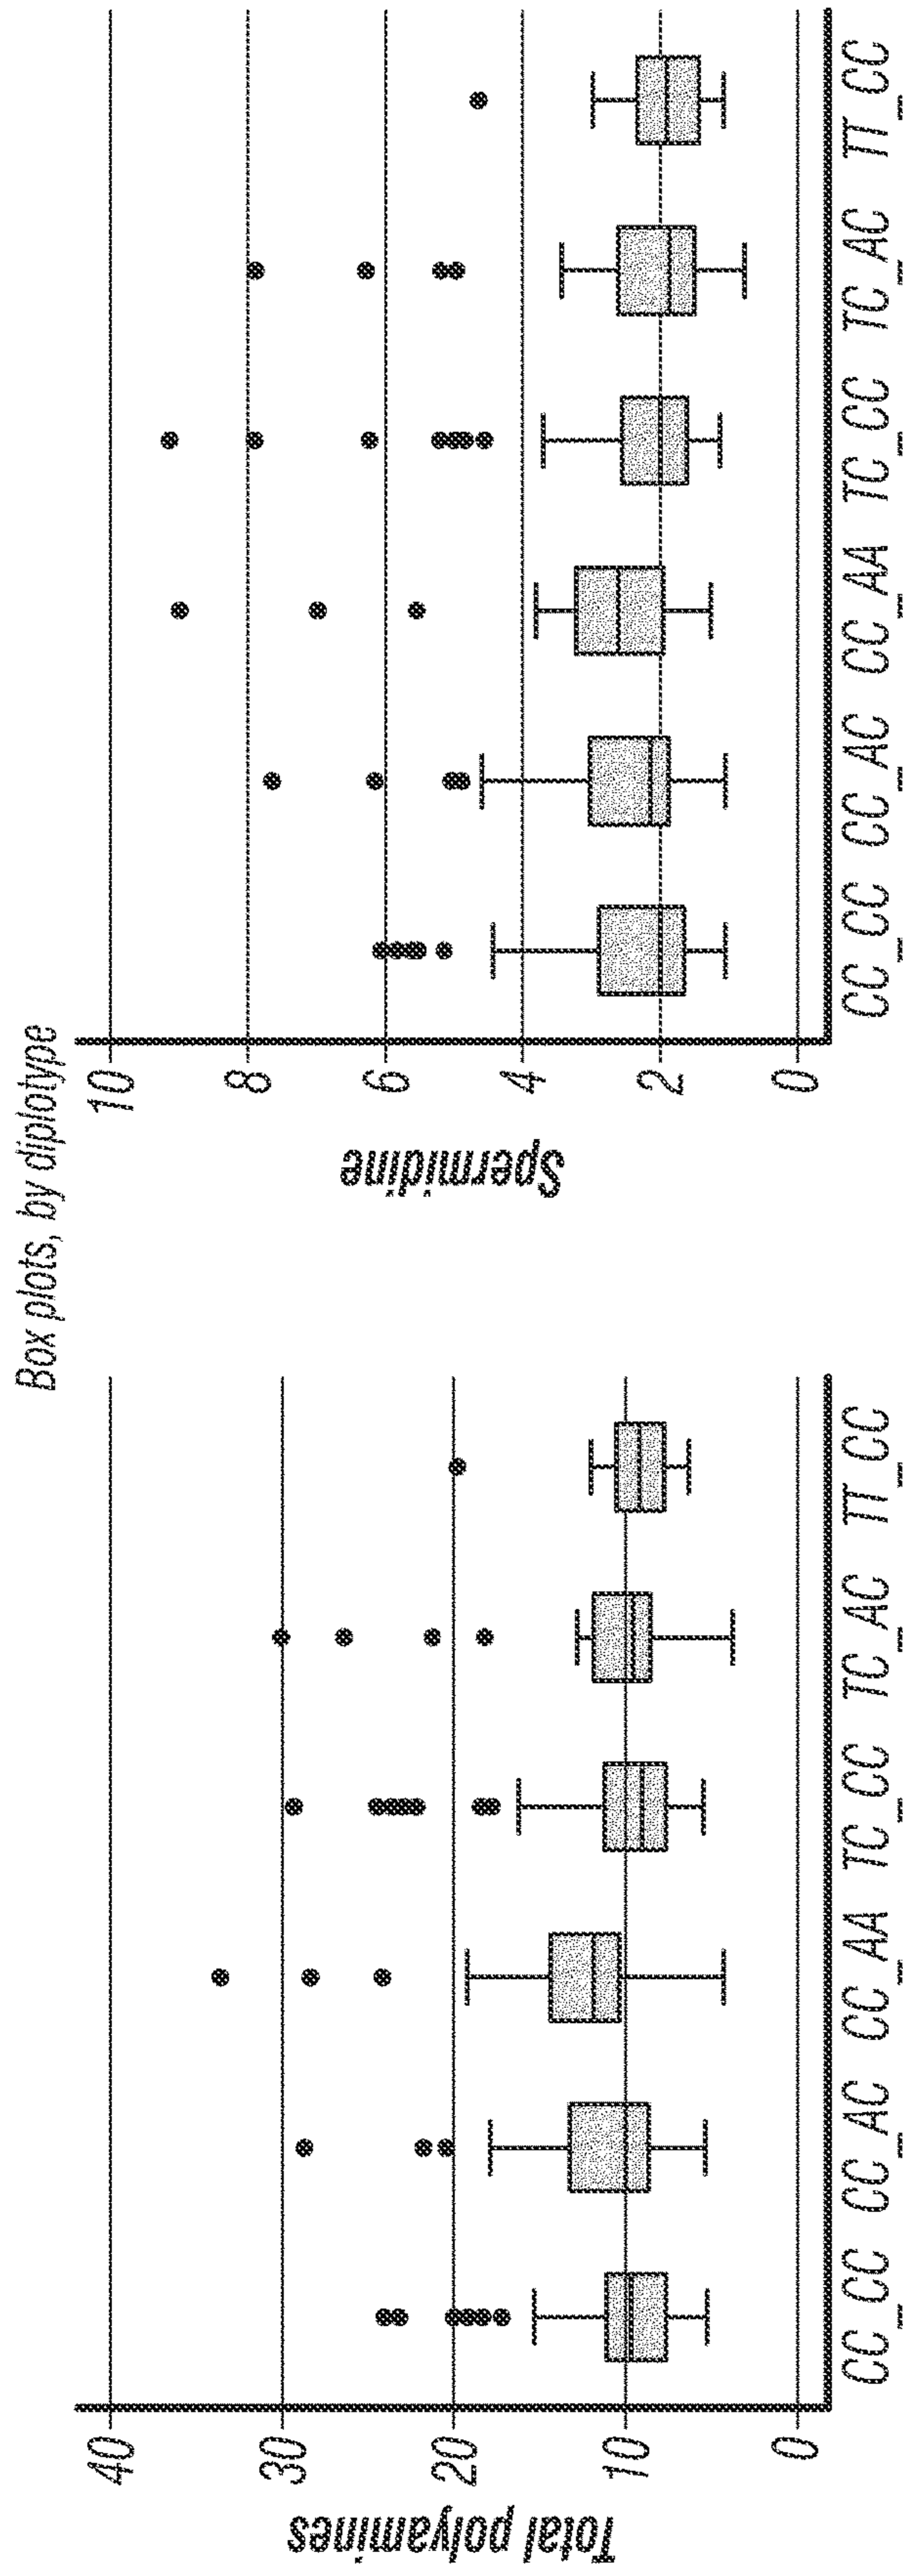 Box plots, by diplotype
Total polyamines
40
30
20
10
0
CC_CC CC_AC CC_AA TC_CC TC_AC TT_CC
Spermidine
10
8
6
4
2
0
CC_CC CC_AC CC_AA TC_CC TC_AC TT_CC